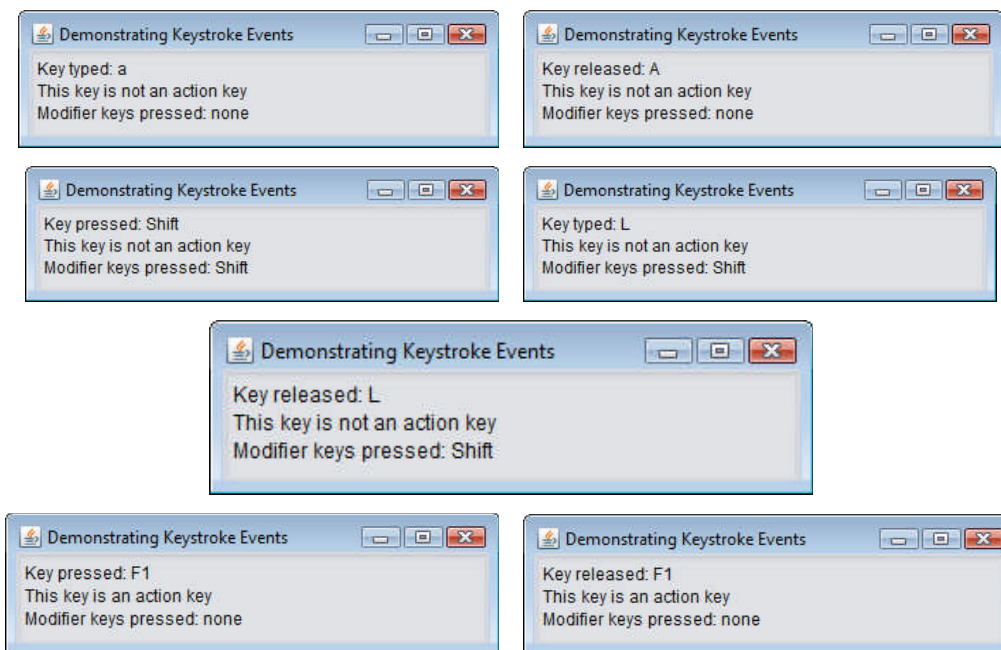 Demonstrating Keystroke Events
Key typed: a
This key is not an action key
Modifier keys pressed: none
Demonstrating Keystroke Events
Key released: A
This key is not an action key
Modifier keys pressed: none
Demonstrating Keystroke Events
Key pressed: Shift
This key is not an action key
Modifier keys pressed: Shift
Demonstrating Keystroke Events
Key typed: L
This key is not an action key
Modifier keys pressed: Shift
Demonstrating Keystroke Events
Key released: L
This key is not an action key
Modifier keys pressed: Shift
Demonstrating Keystroke Events
Key pressed: F1
This key is an action key
Modifier keys pressed: none
Demonstrating Keystroke Events
Key released: F1
This key is an action key
Modifier keys pressed: none